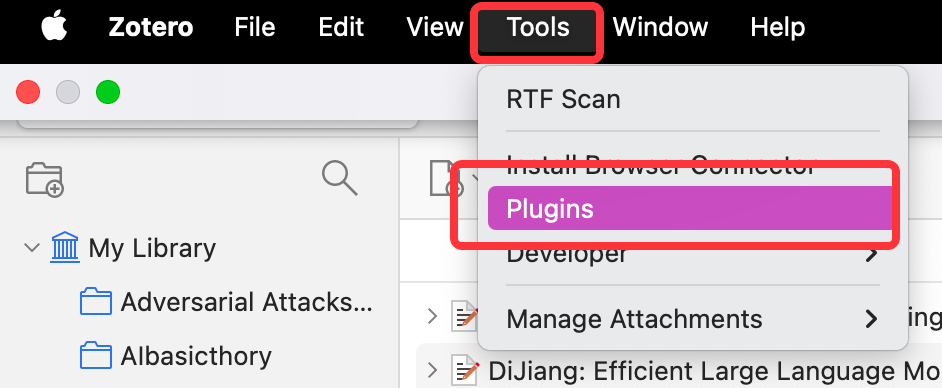 Zotero File Edit View Tools Window Help
RTF Scan
Install Browser Connector
Plugins
Developer
Manage Attachments
My Library
Adversarial Attacks...
AIbasicthory
ing
DiJiang: Efficient Large Language Mo